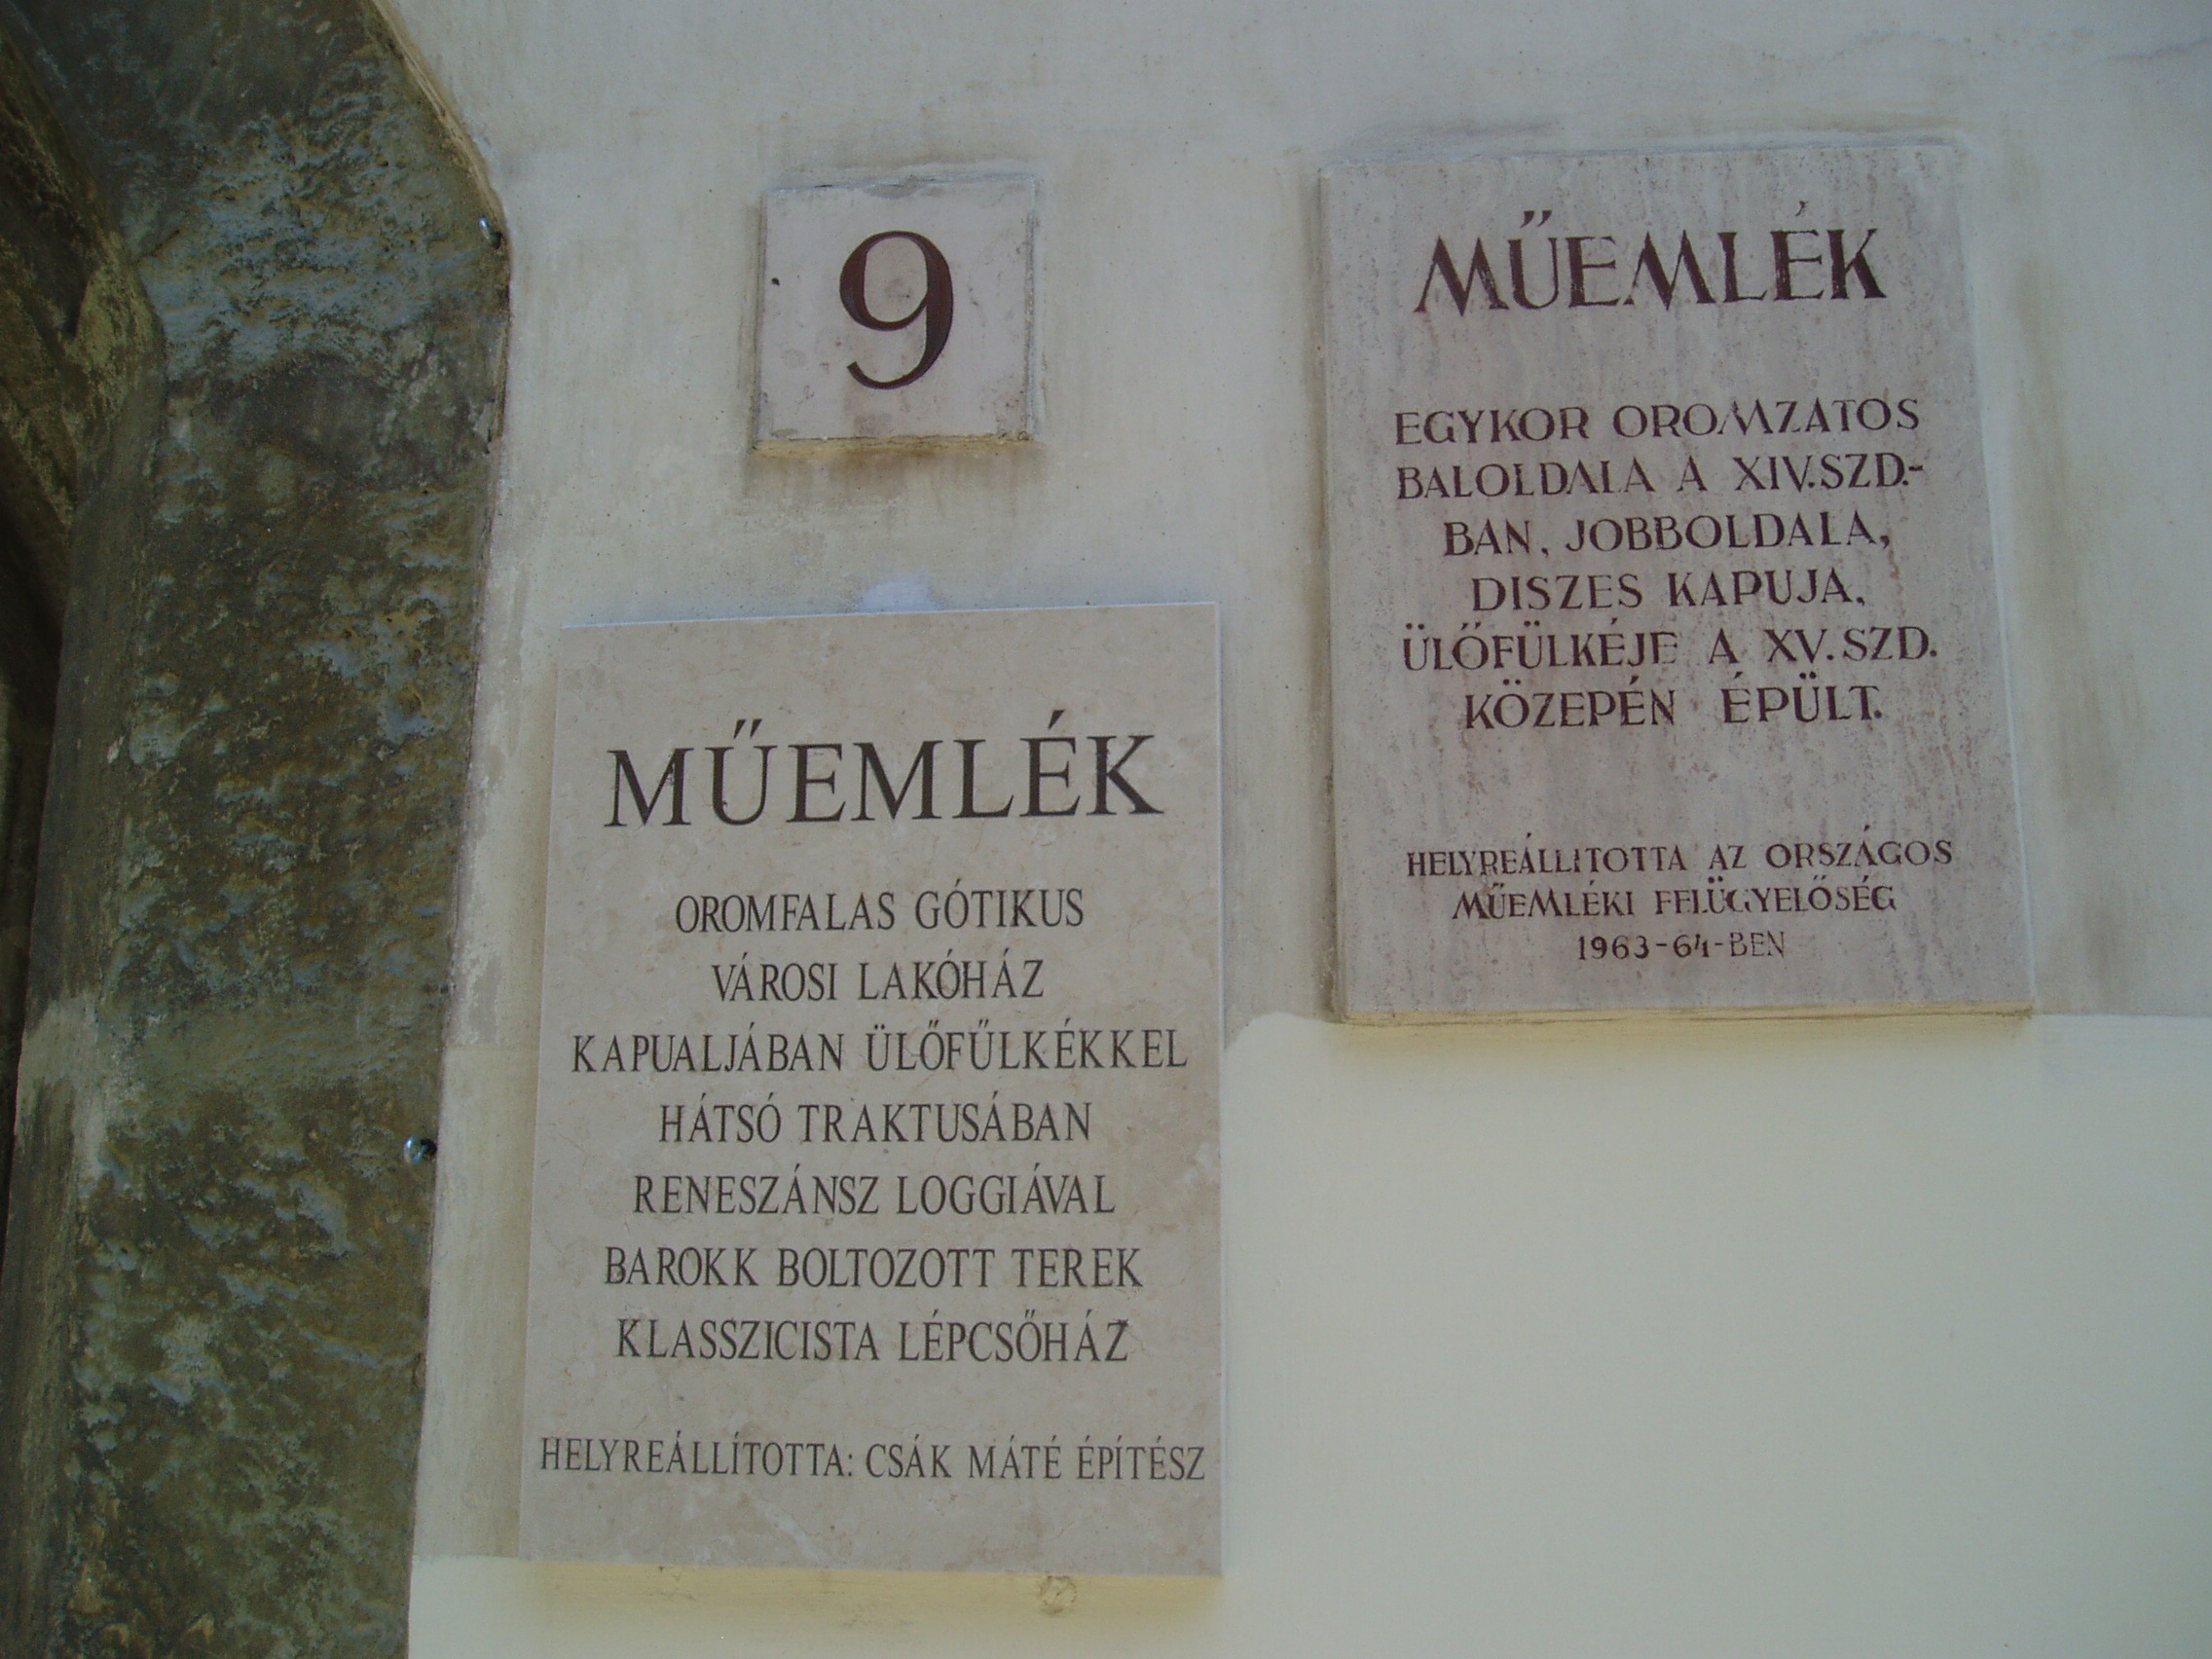 9
MŰEMLÉK
OROMFALAS GÓTIKUS
VÁROSI LAKÓHÁZ
KAPUALJÁBAN ÜLŐFŰLKÉKKEL
HÁTSÓ TRAKTUSÁBAN
RENESZÁNSZ LOGGIÁVAL
BAROKK BOLTOZOTT TEREK
KLASSZICISTA LÉPCSŐHÁZ
HELYREÁLLÍTOTTA: CSÁK MÁTÉ ÉPÍTÉSZ
MŰEMLÉK
EGYKOR OROMZATOS
BALOLDALA A XIV.SZD.-
BAN, JOBBOLDALA,
DISZES KAPUJA,
ÜLŐFÜLKÉJE A XV.SZD.
KÖZEPÉN ÉPÜLT.
HELYREÁLLITOTTA AZ ORSZÁGOS
MŰEMLÉKI FELÜGYELŐSÉG
1963-64-BEN